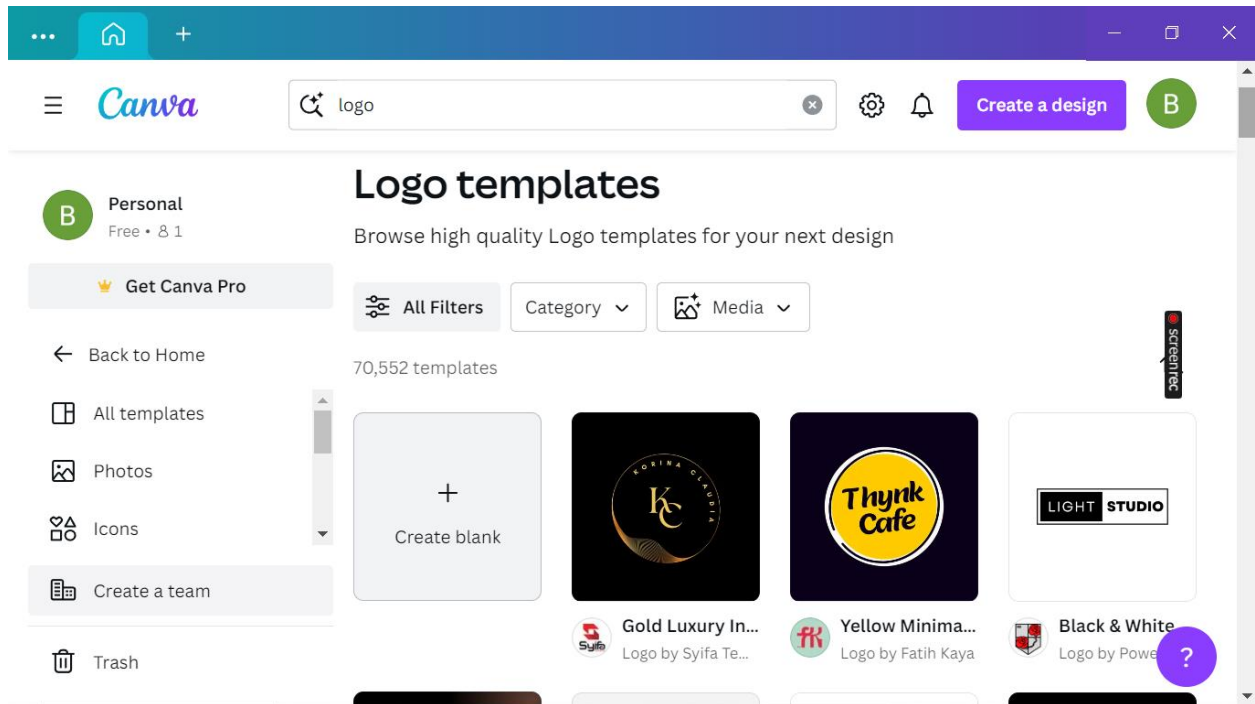 Canva
logo
Create a design
B
B
Personal
Free • 1
Get Canva Pro
Back to Home
All templates
Photos
Icons
Create a team
Trash
Logo templates
Browse high quality Logo templates for your next design
All Filters
Category
Media
70,552 templates
screenrec
Create blank
KORINA CLAUDIA
KC
Thynk
Cafe
LIGHT STUDIO
Syifa
Gold Luxury In...
Logo by Syifa Te...
fK
Yellow Minima...
Logo by Fatih Kaya
Black & White
Logo by Powe
?